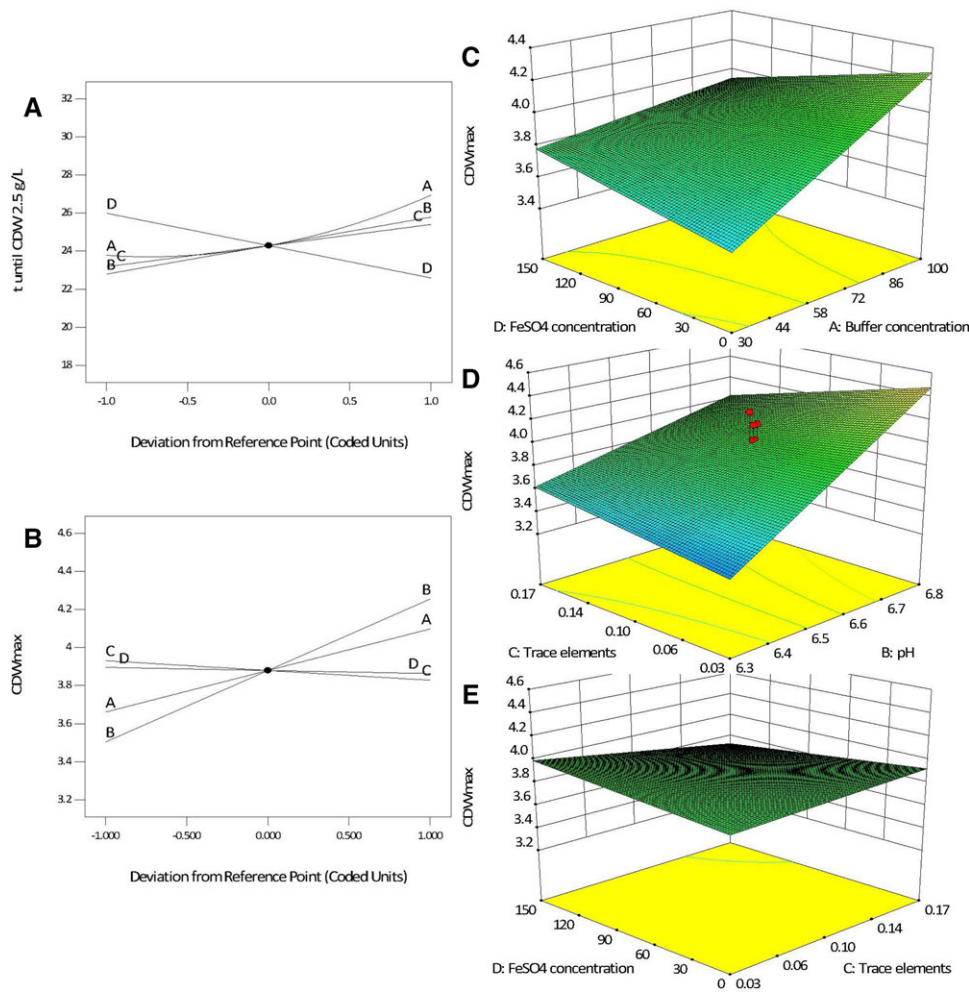 A
t until CDW 2.5 g/L
32
30
28
26
24
22
20
18
D
A
C
B
A
B
C
D
-1.0
-0.5
0.0
0.5
1.0
Deviation from Reference Point (Coded Units)
B
CDWmax
4.6
4.4
4.2
4
3.8
3.6
3.4
3.2
C
D
A
B
B
A
D
C
-1.000
-0.500
0.000
0.500
1.000
Deviation from Reference Point (Coded Units)
C
CDWmax
4.4
4.2
4.0
3.8
3.6
3.4
150
120
90
60
30
0
30
44
58
72
86
100
D: FeSO4 concentration
A: Buffer concentration
D
CDWmax
4.6
4.4
4.2
4.0
3.8
3.6
3.4
3.2
0.17
0.14
0.10
0.06
0.03
6.3
6.4
6.5
6.6
6.7
6.8
C: Trace elements
B: pH
E
CDWmax
4.6
4.4
4.2
4.0
3.8
3.6
3.4
3.2
150
120
90
60
30
0
0.03
0.06
0.10
0.14
0.17
D: FeSO4 concentration
C: Trace elements